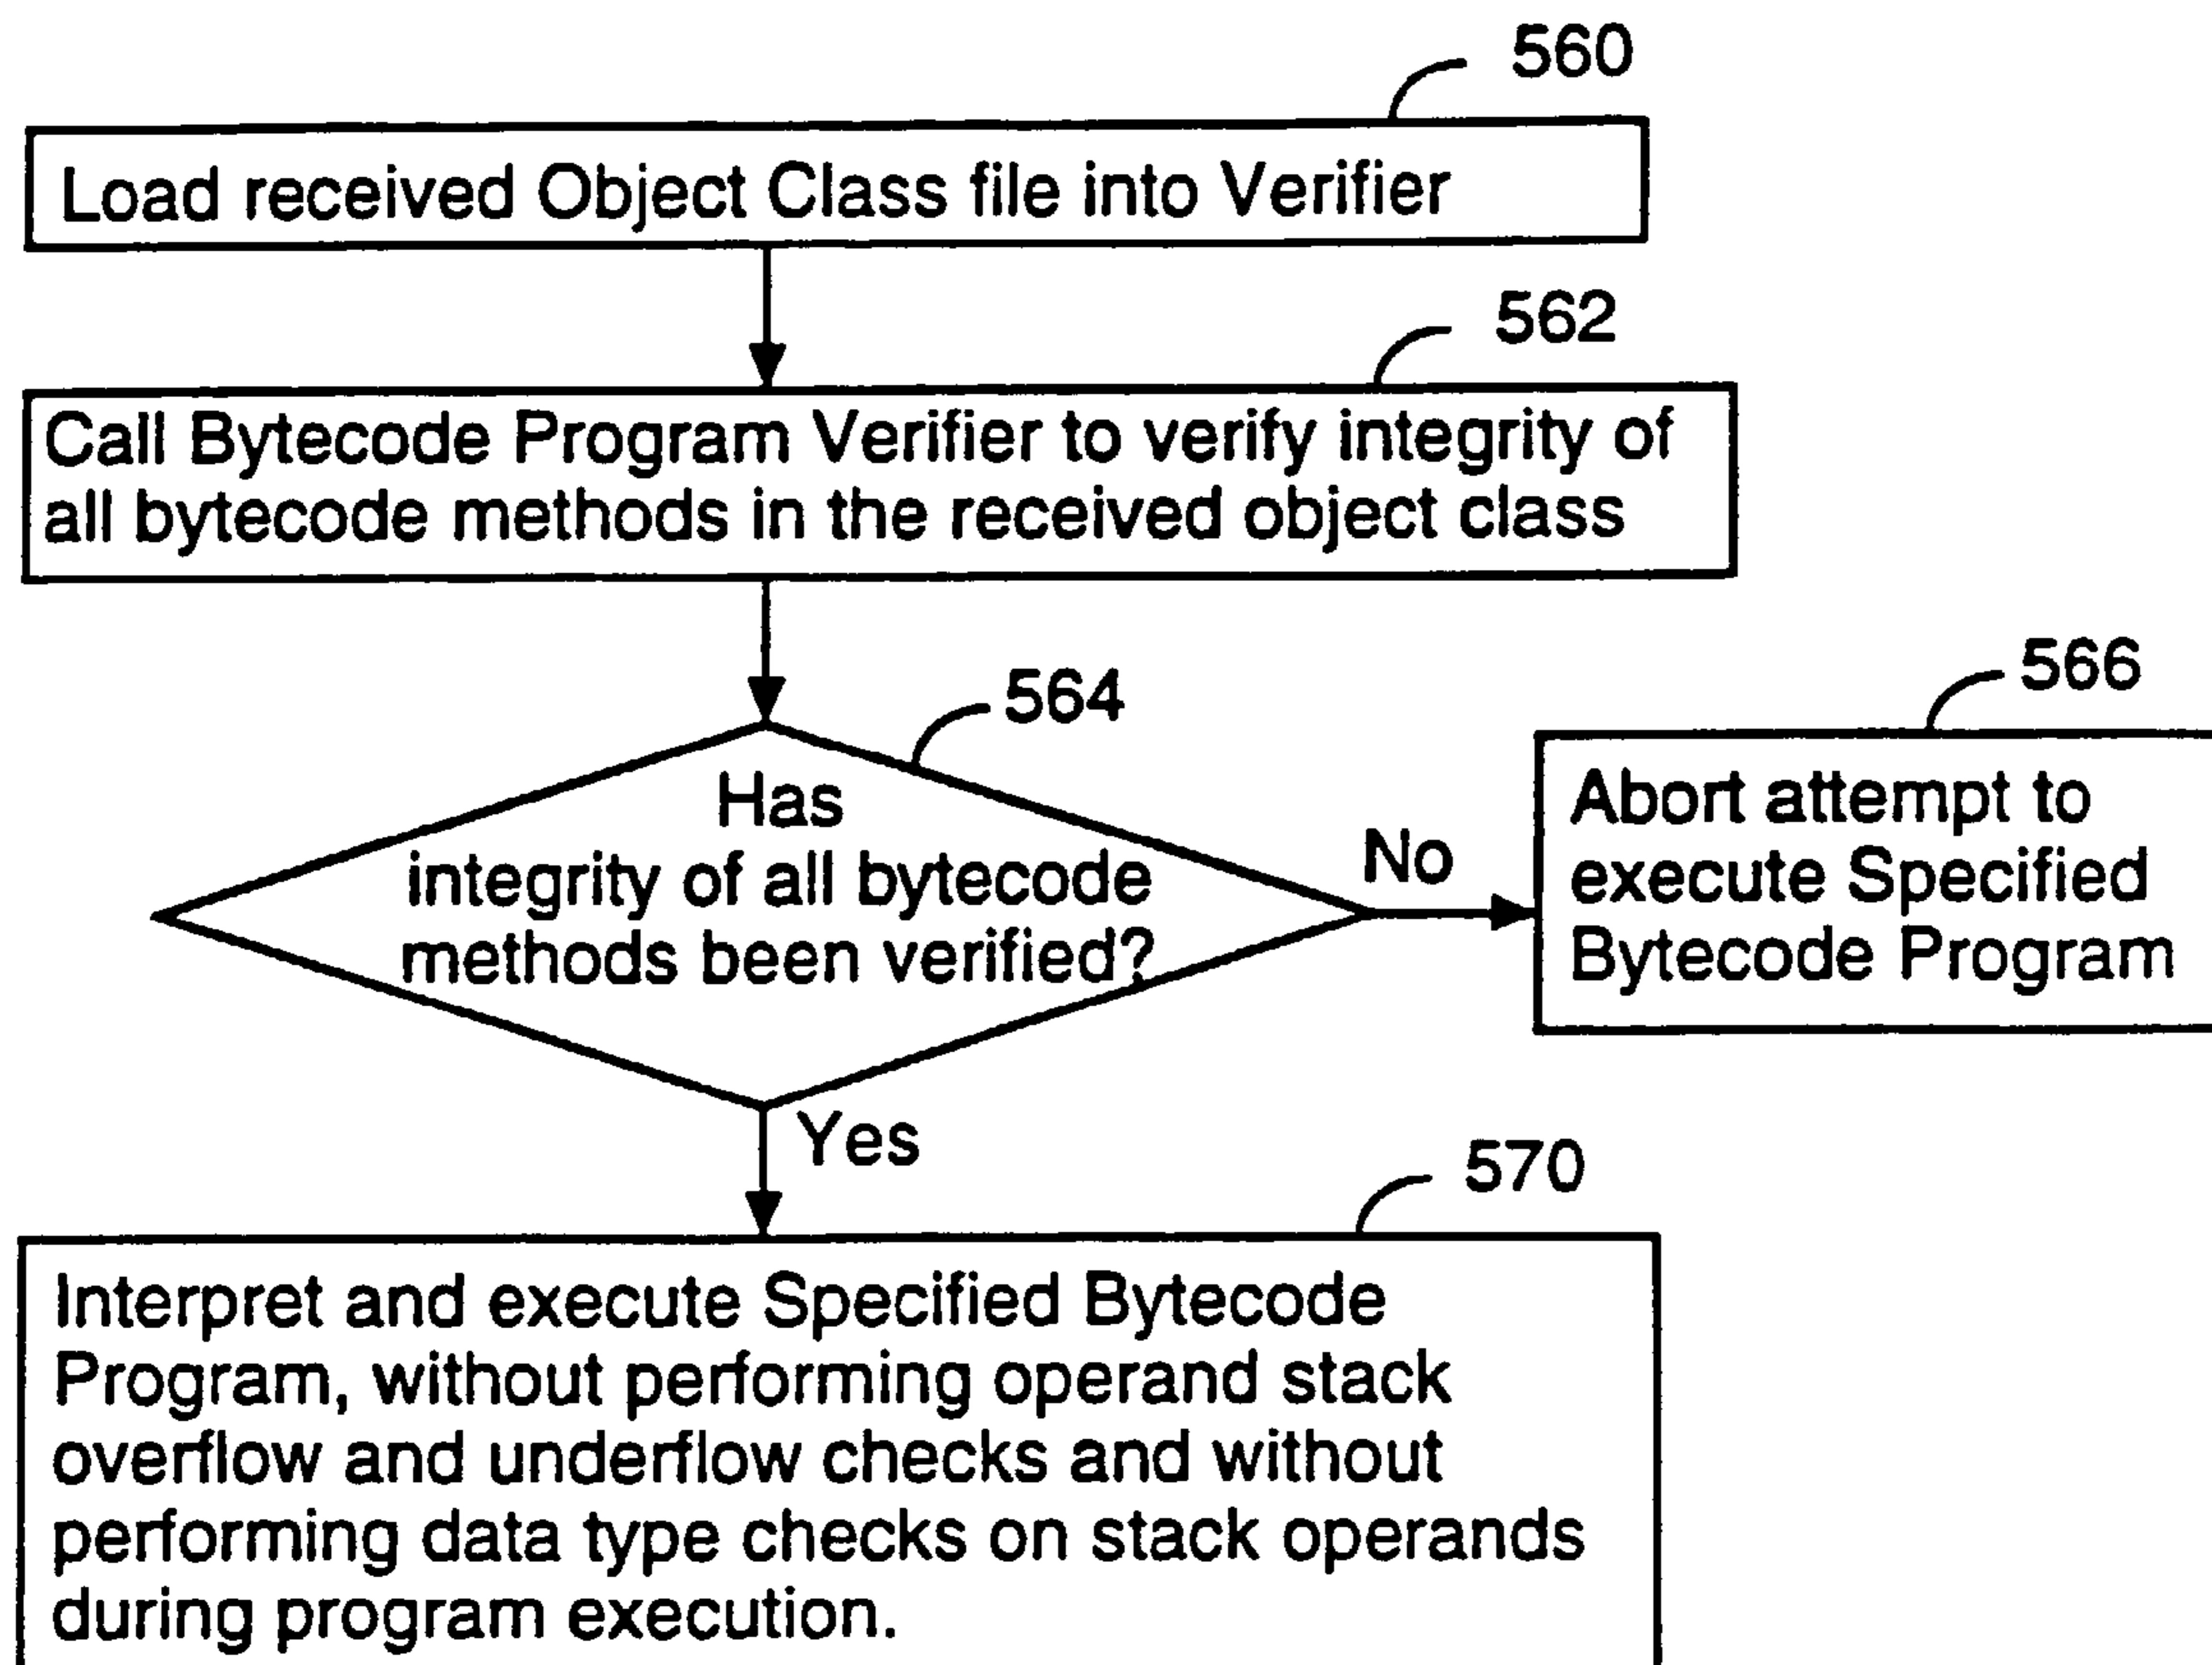 560
Load received Object Class file into Verifier
562
Call Bytecode Program Verifier to verify integrity of
all bytecode methods in the received object class
564
Has
integrity of all bytecode
methods been verified?
No
566
Abort attempt to
execute Specified
Bytecode Program
Yes
570
Interpret and execute Specified Bytecode
Program, without performing operand stack
overflow and underflow checks and without
performing data type checks on stack operands
during program execution.